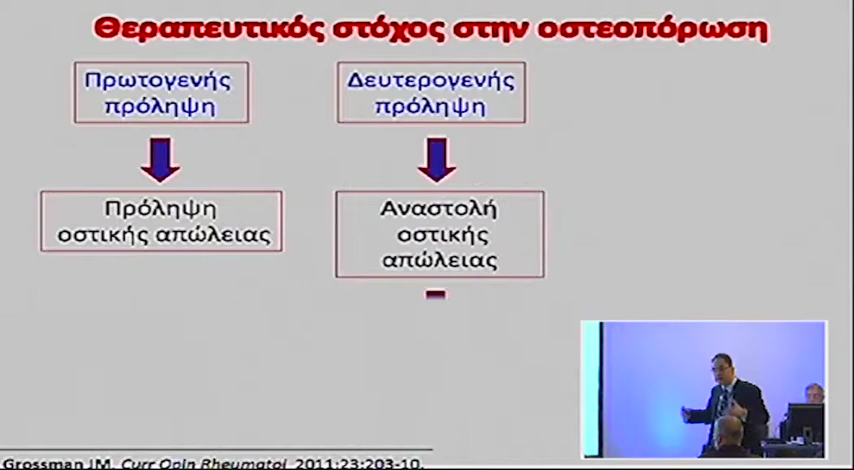 Θεραπευτικός στόχος στην οστεοπόρωση
Πρωτογενής
πρόληψη
Δευτερογενής
πρόληψη
Πρόληψη
οστικής απώλειας
Αναστολή
οστικής
απώλειας
Grossman JM. Curr Opin Rheumatol 2011:23:203-10.